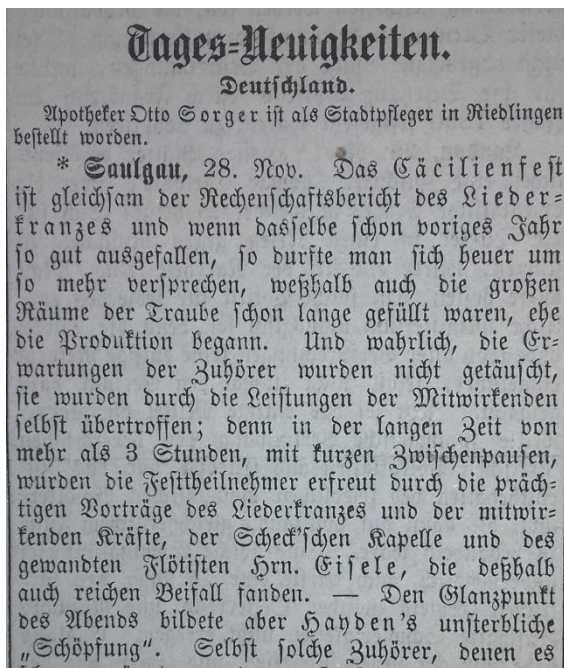 Tages-Neuigkeiten.
Deutschland.
Apotheker Otto Sorger ist als Stadtpfleger in Riedlingen
bestellt worden.
* Saulgau, 28. Nov. Das Cäcilienfest
ist gleichsam der Rechenschaftsbericht des Lieder-
kranzes und wenn dasselbe schon voriges Jahr
so gut ausgefallen, so durfte man sich heuer um
so mehr versprechen, weßhalb auch die großen
Räume der Traube schon lange gefüllt waren, ehe
die Produktion begann. Und wahrlich, die Er-
wartungen der Zuhörer wurden nicht getäuscht,
sie wurden durch die Leistungen der Mitwirkenden
selbst übertroffen; denn in der langen Zeit von
mehr als 3 Stunden, mit kurzen Zwischenpausen,
wurden die Festtheilnehmer erfreut durch die präch-
tigen Vorträge des Liederkranzes und der mitwir-
kenden Kräfte, der Scheck'schen Kapelle und des
gewandten Flötisten Hrn. Eisele, die deßhalb
auch reichen Beifall fanden. — Den Glanzpunkt
des Abends bildete aber Hayden's unsterbliche
„Schöpfung“. Selbst solche Zuhörer, denen es